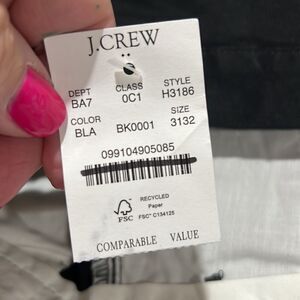 J.CREW
DEPT CLASS STYLE
BA7 0C1 H3186
COLOR SIZE
BLA BK0001 3132
099104905085
RECYCLED
Paper
FSC
FSC® C134125
COMPARABLE VALUE